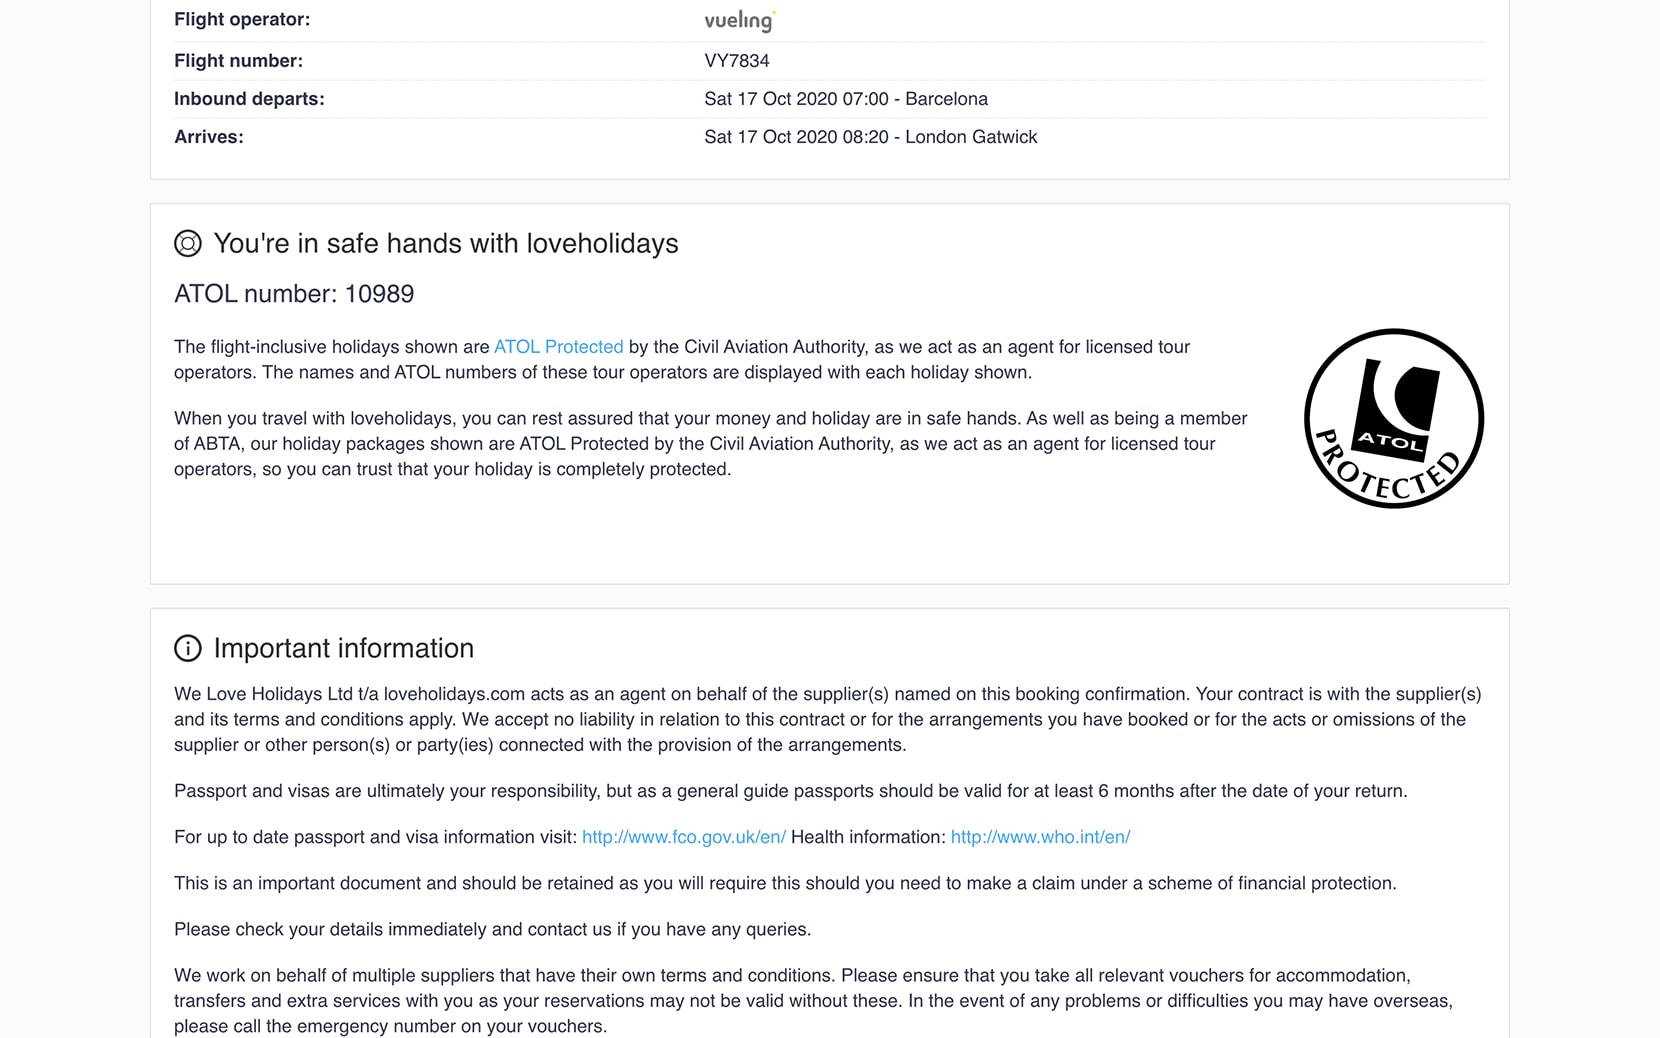 Flight operator: vueling
Flight number: VY7834
Inbound departs: Sat 17 Oct 2020 07:00 - Barcelona
Arrives: Sat 17 Oct 2020 08:20 - London Gatwick
You're in safe hands with loveholidays
ATOL number: 10989
The flight-inclusive holidays shown are ATOL Protected by the Civil Aviation Authority, as we act as an agent for licensed tour
operators. The names and ATOL numbers of these tour operators are displayed with each holiday shown.
When you travel with loveholidays, you can rest assured that your money and holiday are in safe hands. As well as being a member
of ABTA, our holiday packages shown are ATOL Protected by the Civil Aviation Authority, as we act as an agent for licensed tour
operators, so you can trust that your holiday is completely protected.
ATOL
PROTECTED
Important information
We Love Holidays Ltd t/a loveholidays.com acts as an agent on behalf of the supplier(s) named on this booking confirmation. Your contract is with the supplier(s)
and its terms and conditions apply. We accept no liability in relation to this contract or for the arrangements you have booked or for the acts or omissions of the
supplier or other person(s) or party(ies) connected with the provision of the arrangements.
Passport and visas are ultimately your responsibility, but as a general guide passports should be valid for at least 6 months after the date of your return.
For up to date passport and visa information visit: http://www.fco.gov.uk/en/ Health information: http://www.who.int/en/
This is an important document and should be retained as you will require this should you need to make a claim under a scheme of financial protection.
Please check your details immediately and contact us if you have any queries.
We work on behalf of multiple suppliers that have their own terms and conditions. Please ensure that you take all relevant vouchers for accommodation,
transfers and extra services with you as your reservations may not be valid without these. In the event of any problems or difficulties you may have overseas,
please call the emergency number on your vouchers.